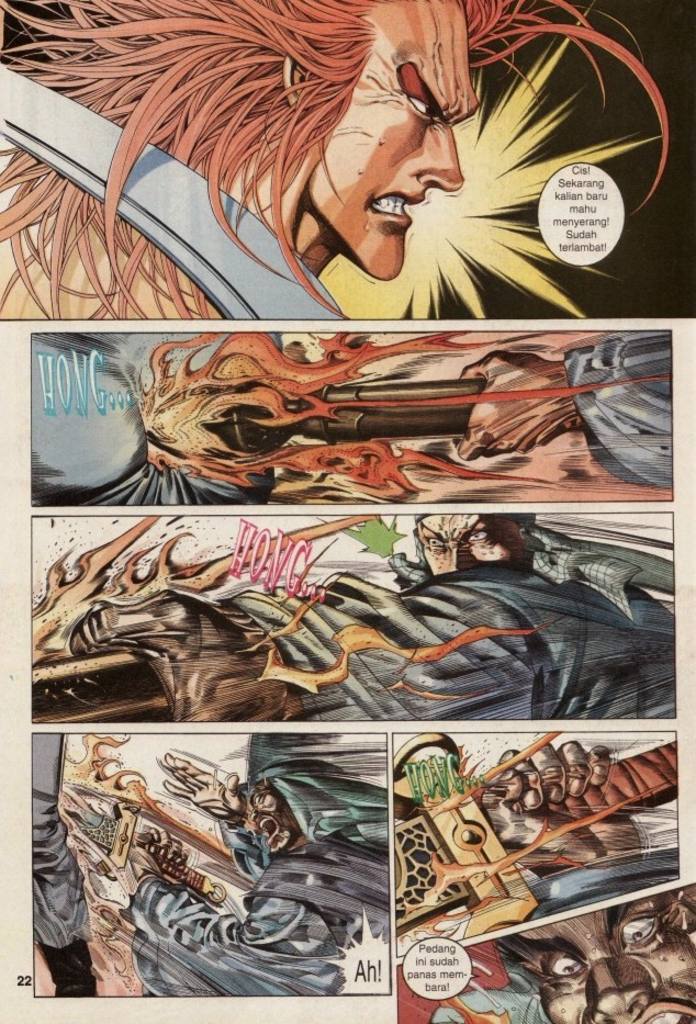 Cis!
Sekarang
kalian baru
mahu
menyerang!
Sudah
terlambat!
HONG...
HONG...
HONG...
Ah!
Pedang
ini sudah
panas mem-
bara!
22